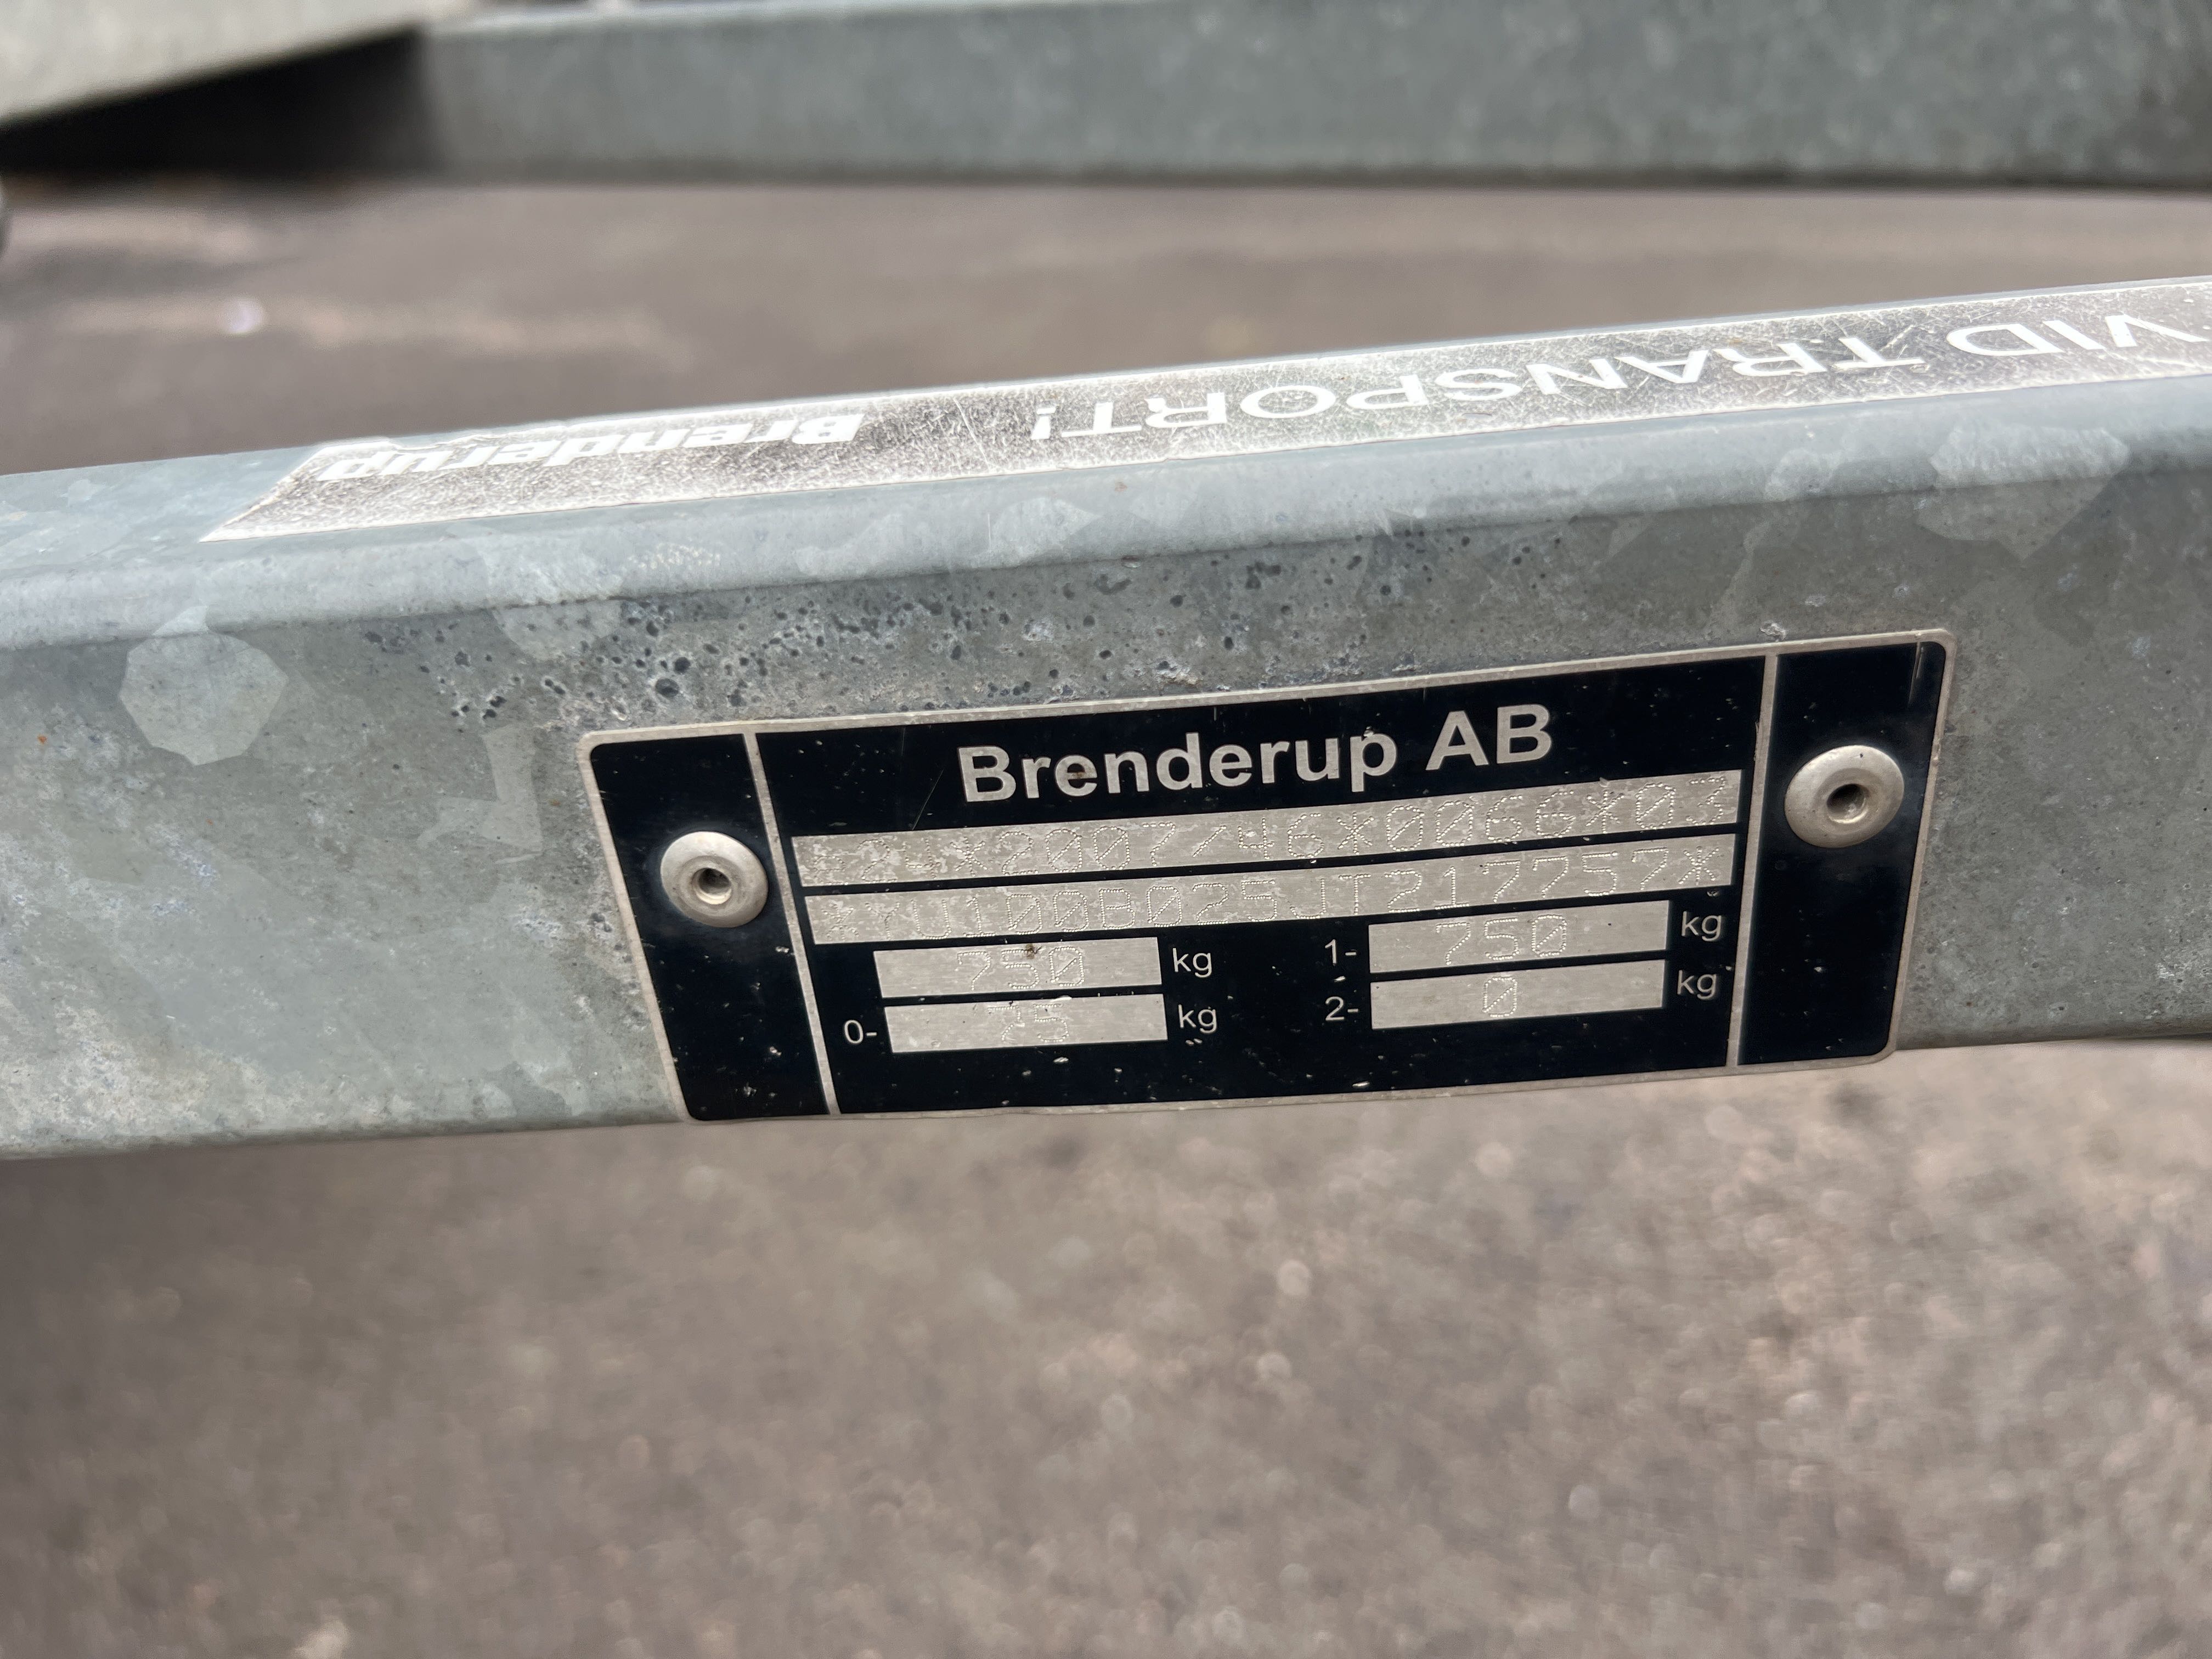 VID TRANSPORT! Brenderup
Brenderup AB
*2007/46*0066*03
*YU100B025JT217757*
750 kg 1- 750 kg
0- 75 kg 2- 0 kg